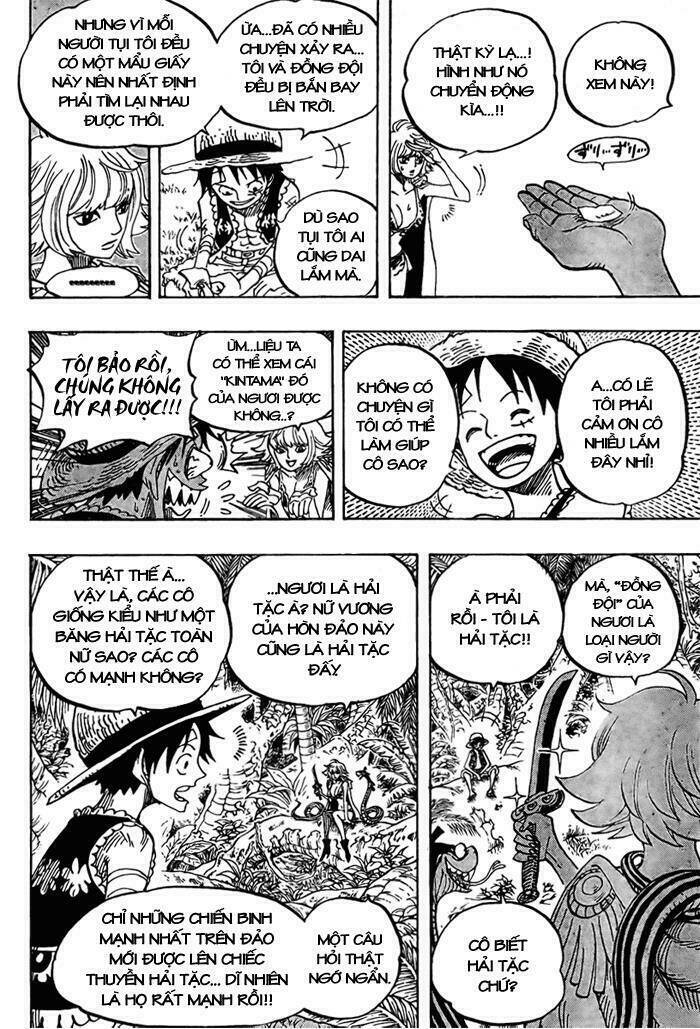 KHÔNG
XEM NÀY!
ずりっ…ずりっ…
THẬT KỲ LẠ...!
HÌNH NHƯ NÓ
CHUYỂN ĐỘNG
KÌA...!!
ỪA...ĐÃ CÓ NHIỀU
CHUYỆN XẢY RA...
TÔI VÀ ĐỒNG ĐỘI
ĐỀU BỊ BẮN BAY
LÊN TRỜI.
DÙ SAO
TỤI TÔI AI
CŨNG DAI
LẮM MÀ.
NHƯNG VÌ MỖI
NGƯỜI TỤI TÔI ĐỀU
CÓ MỘT MẨU GIẤY
NÀY NÊN NHẤT ĐỊNH
PHẢI TÌM LẠI NHAU
ĐƯỢC THÔI.
..........
A...CÓ LẼ
TÔI PHẢI
CẢM ƠN CÔ
NHIỀU LẮM
ĐÂY NHỈ!
KHÔNG CÓ
CHUYỆN GÌ
TÔI CÓ THỂ
LÀM GIÚP
CÔ SAO?
ỪM...LIỆU TA
CÓ THỂ XEM CÁI
"KINTAMA" ĐÓ
CỦA NGƯƠI ĐƯỢC
KHÔNG..?
TÔI BẢO RỒI,
CHÚNG KHÔNG
LẤY RA ĐƯỢC!!!
MÀ, "ĐỒNG
ĐỘI" CỦA
NGƯƠI LÀ
LOẠI NGƯỜI
GÌ VẬY?
À PHẢI
RỒI - TÔI LÀ
HẢI TẶC!!
CÔ BIẾT
HẢI TẶC
CHỨ?
...NGƯƠI LÀ HẢI
TẶC À? NỮ VƯƠNG
CỦA HÒN ĐẢO NÀY
CŨNG LÀ HẢI TẶC
ĐẤY.
THẬT THẾ À...
VẬY LÀ, CÁC CÔ
GIỐNG KIỂU NHƯ MỘT
BĂNG HẢI TẶC TOÀN
NỮ SAO? CÁC CÔ
CÓ MẠNH KHÔNG?
MỘT CÂU
HỎI THẬT
NGỚ NGẨN.
CHỈ NHỮNG CHIẾN BINH
MẠNH NHẤT TRÊN ĐẢO
MỚI ĐƯỢC LÊN CHIẾC
THUYỀN HẢI TẶC... DĨ NHIÊN
LÀ HỌ RẤT MẠNH RỒI!!!